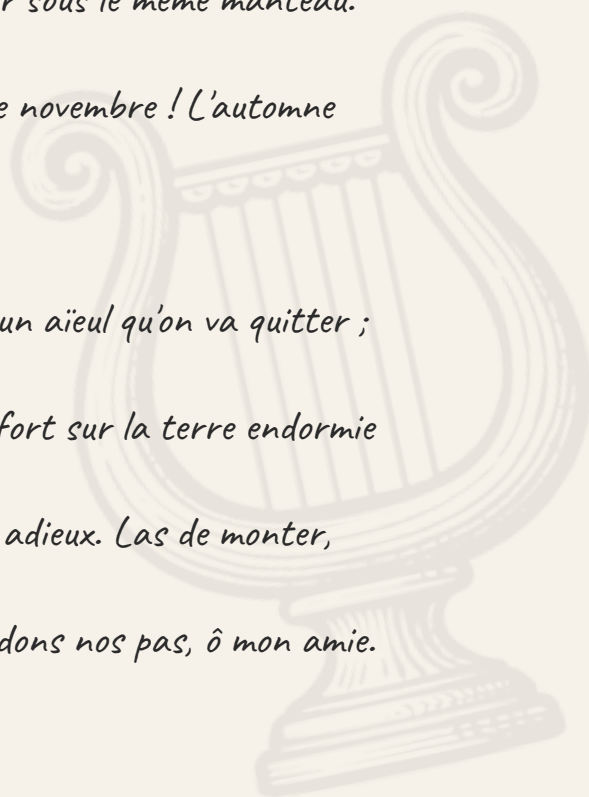 r sous le même manteau.
e novembre ! L'automne
un aïeul qu'on va quitter ;
fort sur la terre endormie
adieux. Las de monter,
dons nos pas, ô mon amie.